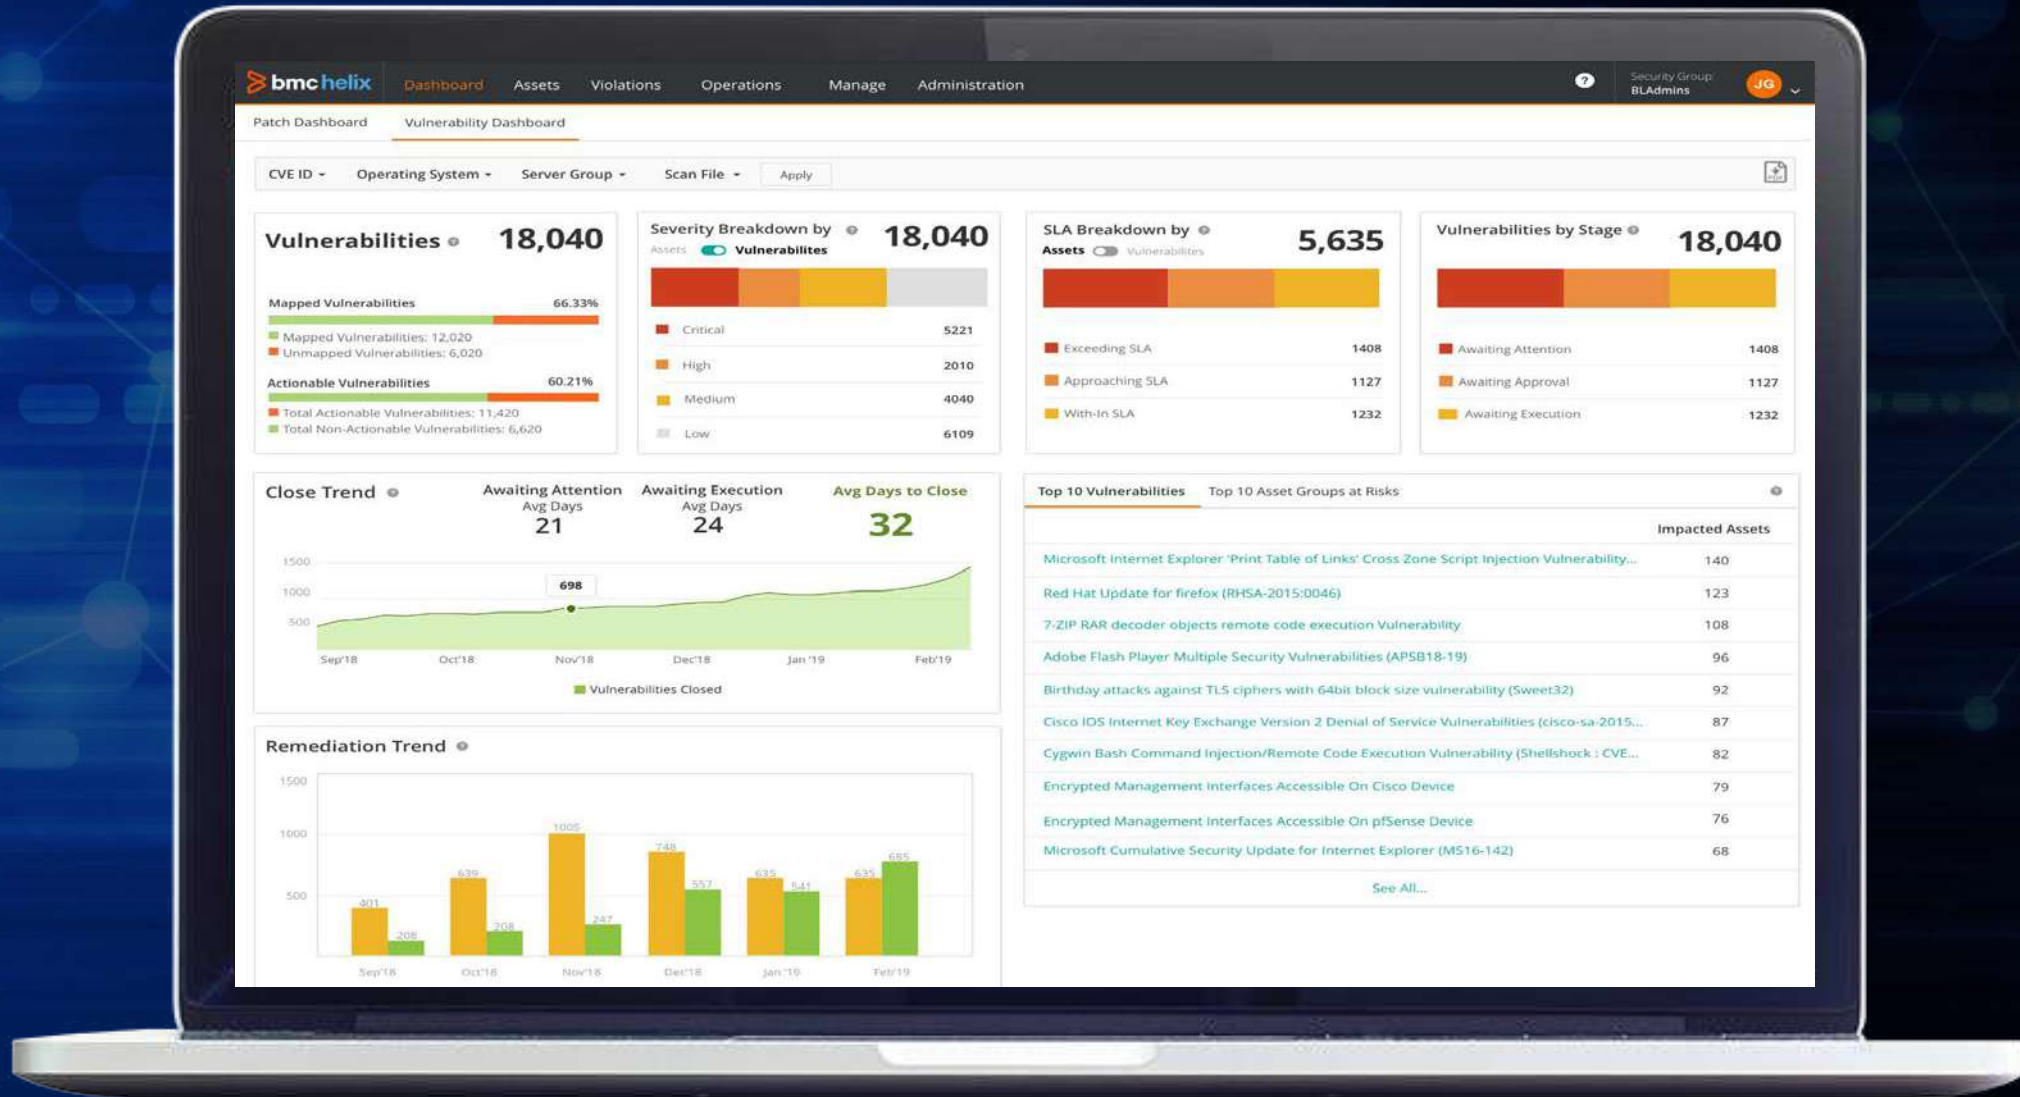 bmchelix Dashboard Assets Violations Operations Manage Administration ? Security Group: JG
BLAdmins
Patch Dashboard Vulnerability Dashboard
CVE ID Operating System Server Group Scan File Apply PDF
Vulnerabilities 18,040
Mapped Vulnerabilities 66.33%
Mapped Vulnerabilities: 12,020
Unmapped Vulnerabilities: 6,020
Actionable Vulnerabilities 60.21%
Total Actionable Vulnerabilities: 11,420
Total Non-Actionable Vulnerabilities: 6,620
Severity Breakdown by 18,040
Assets Vulnerabilites
Critical 5221
High 2010
Medium 4040
Low 6109
SLA Breakdown by 5,635
Assets Vulnerabilites
Exceeding SLA 1408
Approaching SLA 1127
With-In SLA 1232
Vulnerabilities by Stage 18,040
Awaiting Attention 1408
Awaiting Approval 1127
Awaiting Execution 1232
Close Trend
Awaiting Attention
Avg Days
21
Awaiting Execution
Avg Days
24
Avg Days to Close
32
1500
1000
500
698
Sep'18 Oct'18 Nov'18 Dec'18 Jan '19 Feb'19
Vulnerabilities Closed
Remediation Trend
1500
1000
500
401 208 639 208 1005 247 748 557 635 541 635 685
Sep'18 Oct'18 Nov'18 Dec'18 Jan '19 Feb'19
Top 10 Vulnerabilities Top 10 Asset Groups at Risks
Impacted Assets
Microsoft Internet Explorer 'Print Table of Links' Cross Zone Script Injection Vulnerability... 140
Red Hat Update for firefox (RHSA-2015:0046) 123
7-ZIP RAR decoder objects remote code execution Vulnerability 108
Adobe Flash Player Multiple Security Vulnerabilities (APSB18-19) 96
Birthday attacks against TLS ciphers with 64bit block size vulnerability (Sweet32) 92
Cisco IOS Internet Key Exchange Version 2 Denial of Service Vulnerabilities (cisco-sa-2015... 87
Cygwin Bash Command Injection/Remote Code Execution Vulnerability (Shellshock : CVE... 82
Encrypted Management Interfaces Accessible On Cisco Device 79
Encrypted Management Interfaces Accessible On pfSense Device 76
Microsoft Cumulative Security Update for Internet Explorer (MS16-142) 68
See All...